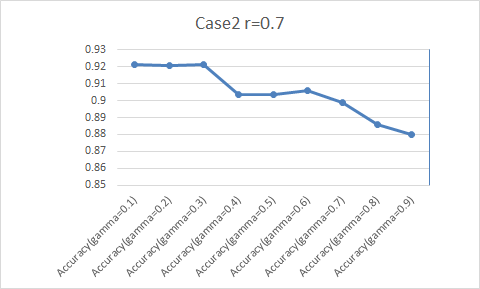 Case2 r=0.7
0.93
0.92
0.91
0.9
0.89
0.88
0.87
0.86
0.85
Accuracy(gamma=0.1)
Accuracy(gamma=0.2)
Accuracy(gamma=0.3)
Accuracy(gamma=0.4)
Accuracy(gamma=0.5)
Accuracy(gamma=0.6)
Accuracy(gamma=0.7)
Accuracy(gamma=0.8)
Accuracy(gamma=0.9)